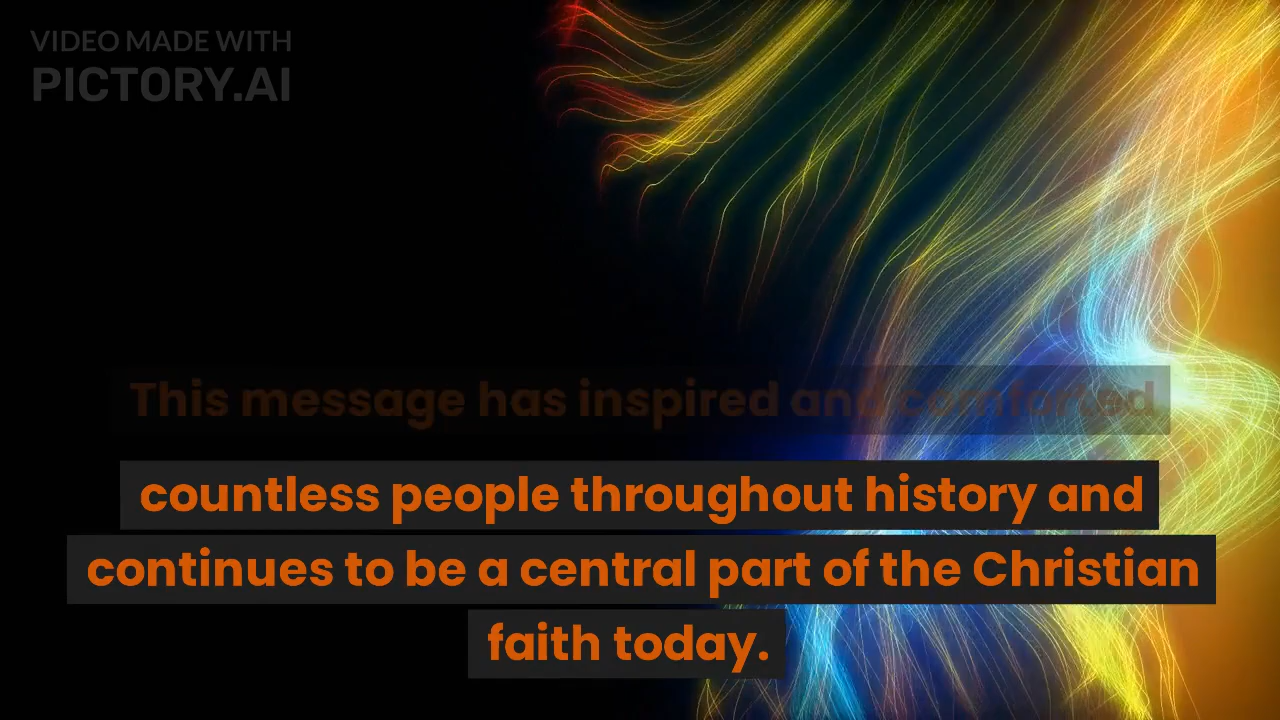 VIDEO MADE WITH
PICTORY.AI
This message has inspired and comforted
countless people throughout history and
continues to be a central part of the Christian
faith today.